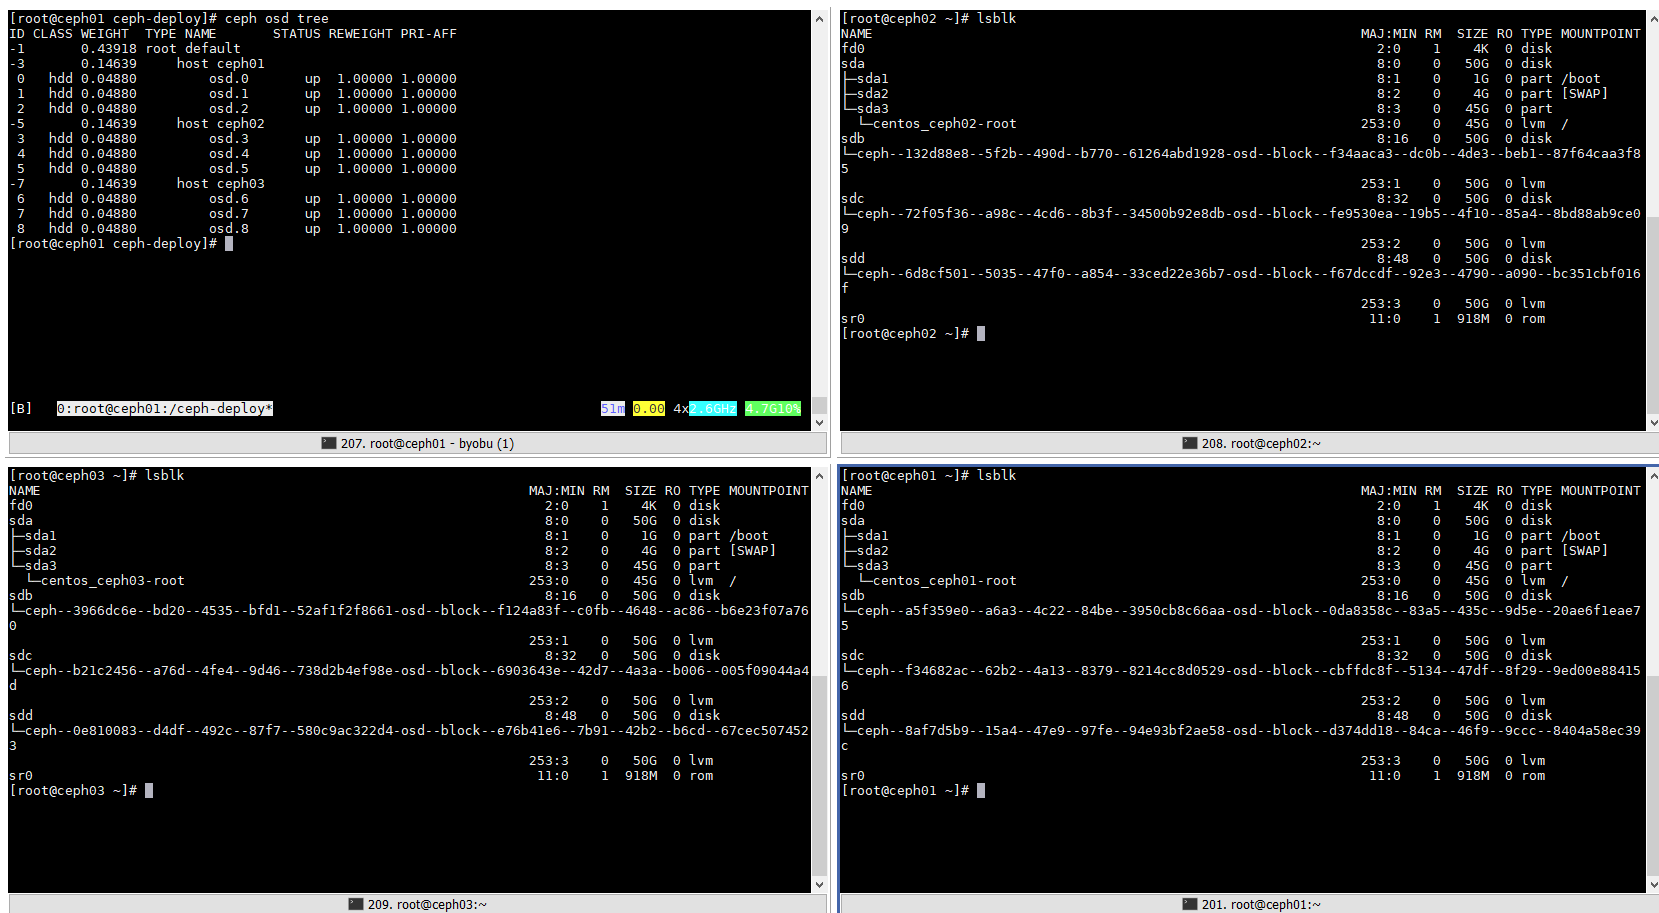 [root@ceph01 ceph-deploy]# ceph osd tree
ID CLASS WEIGHT  TYPE NAME       STATUS REWEIGHT PRI-AFF
-1       0.43918 root default
-3       0.14639     host ceph01
 0   hdd 0.04880         osd.0       up  1.00000 1.00000
 1   hdd 0.04880         osd.1       up  1.00000 1.00000
 2   hdd 0.04880         osd.2       up  1.00000 1.00000
-5       0.14639     host ceph02
 3   hdd 0.04880         osd.3       up  1.00000 1.00000
 4   hdd 0.04880         osd.4       up  1.00000 1.00000
 5   hdd 0.04880         osd.5       up  1.00000 1.00000
-7       0.14639     host ceph03
 6   hdd 0.04880         osd.6       up  1.00000 1.00000
 7   hdd 0.04880         osd.7       up  1.00000 1.00000
 8   hdd 0.04880         osd.8       up  1.00000 1.00000
[root@ceph01 ceph-deploy]#
[B]   0:root@ceph01:/ceph-deploy*   51m 0.00 4x2.6GHz 4.7G10%
207. root@ceph01 - byobu (1)
[root@ceph02 ~]# lsblk
NAME   MAJ:MIN RM   SIZE RO TYPE MOUNTPOINT
fd0   2:0   1   4K  0 disk
sda   8:0   0   50G  0 disk
├─sda1   8:1   0   1G  0 part /boot
├─sda2   8:2   0   4G  0 part [SWAP]
└─sda3   8:3   0   45G  0 part
  └─centos_ceph02-root   253:0   0   45G  0 lvm  /
sdb   8:16   0   50G  0 disk
└─ceph--132d88e8--5f2b--490d--b770--61264abd1928-osd--block--f34aaca3--dc0b--4de3--beb1--87f64caa3f8
5
253:1   0   50G  0 lvm
sdc   8:32   0   50G  0 disk
└─ceph--72f05f36--a98c--4cd6--8b3f--34500b92e8db-osd--block--fe9530ea--19b5--4f10--85a4--8bd88ab9ce0
9
253:2   0   50G  0 lvm
sdd   8:48   0   50G  0 disk
└─ceph--6d8cf501--5035--47f0--a854--33ced22e36b7-osd--block--f67dccdf--92e3--4790--a090--bc351cbf016
f
253:3   0   50G  0 lvm
sr0   11:0   1   918M  0 rom
[root@ceph02 ~]#
208. root@ceph02:~
[root@ceph03 ~]# lsblk
NAME   MAJ:MIN RM   SIZE RO TYPE MOUNTPOINT
fd0   2:0   1   4K  0 disk
sda   8:0   0   50G  0 disk
├─sda1   8:1   0   1G  0 part /boot
├─sda2   8:2   0   4G  0 part [SWAP]
└─sda3   8:3   0   45G  0 part
  └─centos_ceph03-root   253:0   0   45G  0 lvm  /
sdb   8:16   0   50G  0 disk
└─ceph--3966dc6e--bd20--4535--bfd1--52af1f2f8661-osd--block--f124a83f--c0fb--4648--ac86--b6e23f07a76
0
253:1   0   50G  0 lvm
sdc   8:32   0   50G  0 disk
└─ceph--b21c2456--a76d--4fe4--9d46--738d2b4ef98e-osd--block--6903643e--42d7--4a3a--b006--005f09044a4
d
253:2   0   50G  0 lvm
sdd   8:48   0   50G  0 disk
└─ceph--0e810083--d4df--492c--87f7--580c9ac322d4-osd--block--e76b41e6--7b91--42b2--b6cd--67cec507452
3
253:3   0   50G  0 lvm
sr0   11:0   1   918M  0 rom
[root@ceph03 ~]#
209. root@ceph03:~
[root@ceph01 ~]# lsblk
NAME   MAJ:MIN RM   SIZE RO TYPE MOUNTPOINT
fd0   2:0   1   4K  0 disk
sda   8:0   0   50G  0 disk
├─sda1   8:1   0   1G  0 part /boot
├─sda2   8:2   0   4G  0 part [SWAP]
└─sda3   8:3   0   45G  0 part
  └─centos_ceph01-root   253:0   0   45G  0 lvm  /
sdb   8:16   0   50G  0 disk
└─ceph--a5f359e0--a6a3--4c22--84be--3950cb8c66aa-osd--block--0da8358c--83a5--435c--9d5e--20ae6f1eae7
5
253:1   0   50G  0 lvm
sdc   8:32   0   50G  0 disk
└─ceph--f34682ac--62b2--4a13--8379--8214cc8d0529-osd--block--cbffdc8f--5134--47df--8f29--9ed00e88415
6
253:2   0   50G  0 lvm
sdd   8:48   0   50G  0 disk
└─ceph--8af7d5b9--15a4--47e9--97fe--94e93bf2ae58-osd--block--d374dd18--84ca--46f9--9ccc--8404a58ec39
c
253:3   0   50G  0 lvm
sr0   11:0   1   918M  0 rom
[root@ceph01 ~]#
201. root@ceph01:~